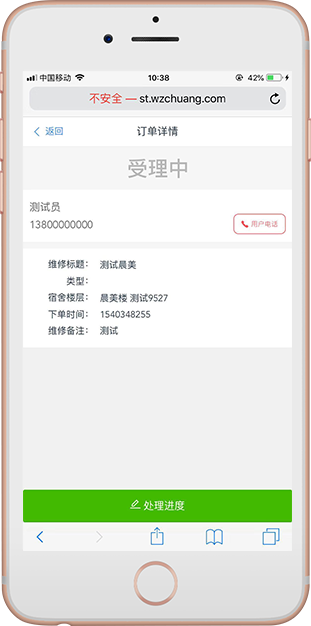 中国移动 10:38 42%
不安全 — st.wzchuang.com
返回 订单详情
受理中
测试员
13800000000 用户电话
维修标题： 测试晨美
类型：
宿舍楼层： 晨美楼 测试9527
下单时间： 1540348255
维修备注： 测试
处理进度